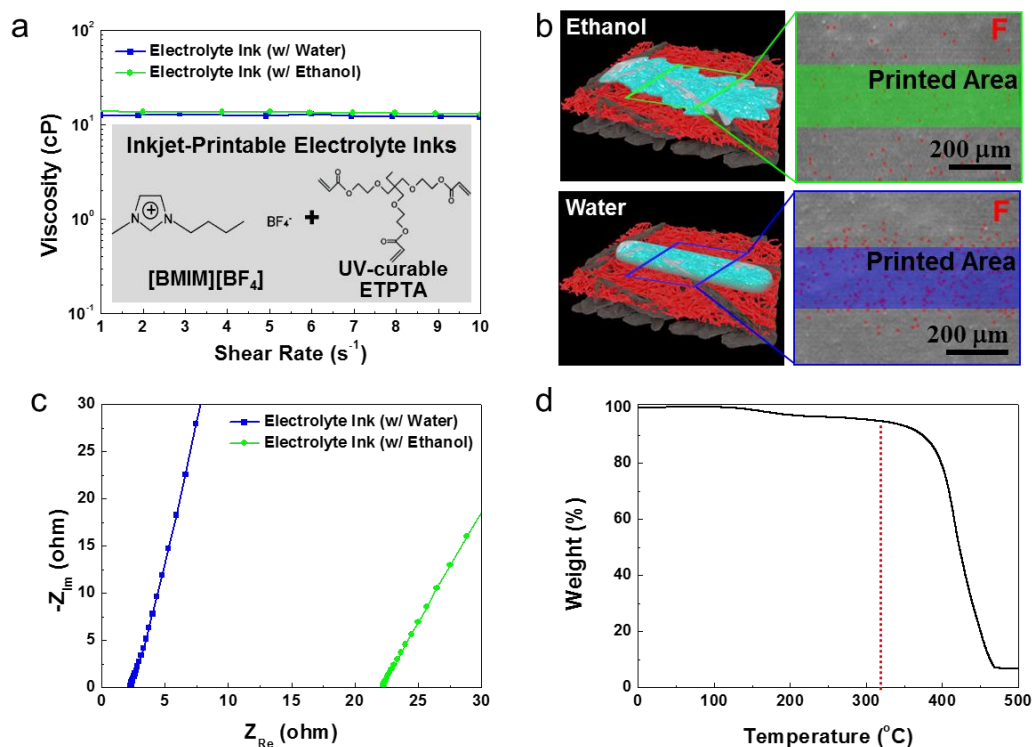 a
Viscosity (cP)
10²
10¹
10⁰
10⁻¹
Electrolyte Ink (w/ Water)
Electrolyte Ink (w/ Ethanol)
Inkjet-Printable Electrolyte Inks
N
N
+
BF₄⁻
+
O
O
O
O
O
O
O
O
O
[BMIM][BF₄]
UV-curable
ETPTA
1 2 3 4 5 6 7 8 9 10
Shear Rate (s⁻¹)
b
Ethanol
F
Printed Area
200 μm
Water
F
Printed Area
200 μm
c
-Z_Im (ohm)
30
25
20
15
10
5
0
Electrolyte Ink (w/ Water)
Electrolyte Ink (w/ Ethanol)
0 5 10 15 20 25 30
Z_Re (ohm)
d
Weight (%)
100
80
60
40
20
0
0 100 200 300 400 500
Temperature (°C)